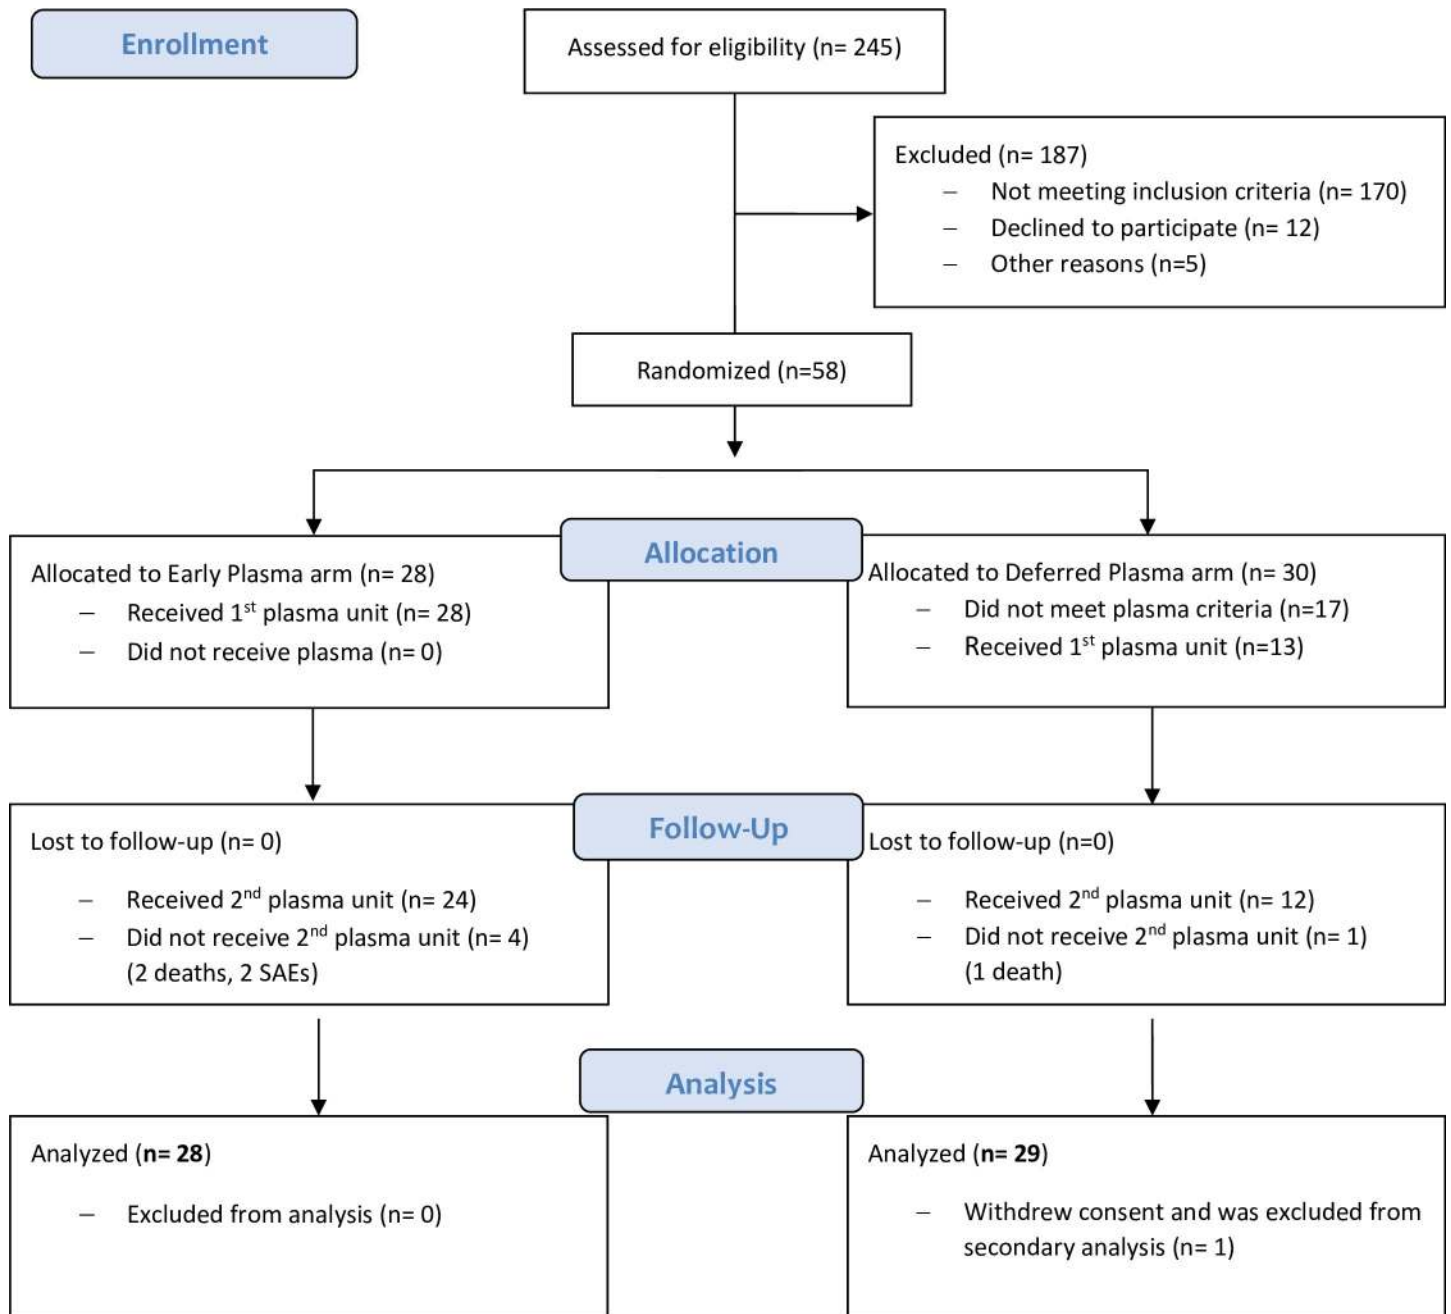 Enrollment
Assessed for eligibility (n= 245)
Excluded (n= 187)
– Not meeting inclusion criteria (n= 170)
– Declined to participate (n= 12)
– Other reasons (n=5)
Randomized (n=58)
Allocation
Allocated to Early Plasma arm (n= 28)
– Received 1st plasma unit (n= 28)
– Did not receive plasma (n= 0)
Allocated to Deferred Plasma arm (n= 30)
– Did not meet plasma criteria (n=17)
– Received 1st plasma unit (n=13)
Follow-Up
Lost to follow-up (n= 0)
– Received 2nd plasma unit (n= 24)
– Did not receive 2nd plasma unit (n= 4)
(2 deaths, 2 SAEs)
Lost to follow-up (n=0)
– Received 2nd plasma unit (n= 12)
– Did not receive 2nd plasma unit (n= 1)
(1 death)
Analysis
Analyzed (n= 28)
– Excluded from analysis (n= 0)
Analyzed (n= 29)
– Withdrew consent and was excluded from
secondary analysis (n= 1)